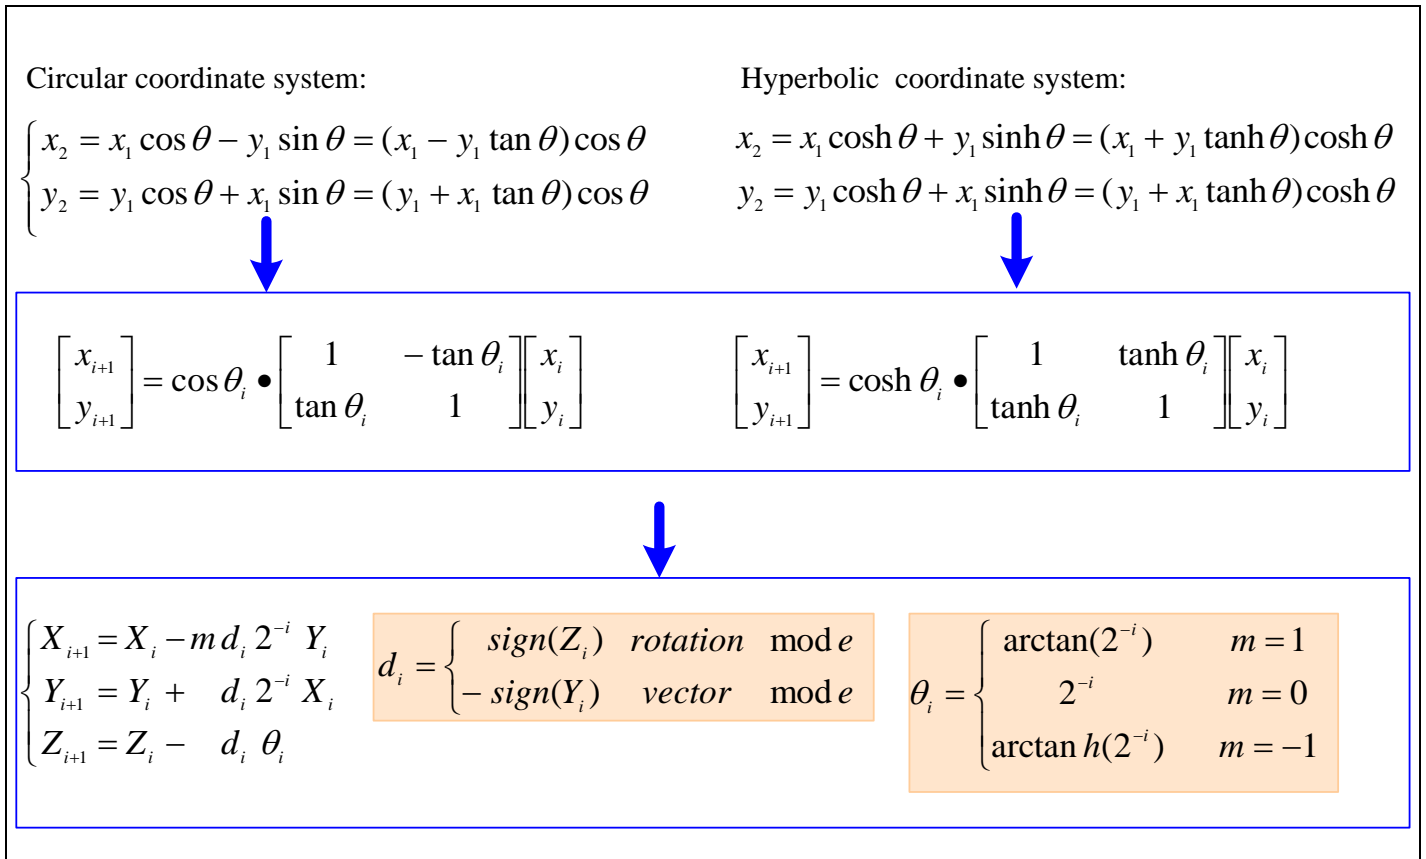 Circular coordinate system:
x₂ = x₁ cos θ − y₁ sin θ = (x₁ − y₁ tan θ) cos θ
y₂ = y₁ cos θ + x₁ sin θ = (y₁ + x₁ tan θ) cos θ
Hyperbolic coordinate system:
x₂ = x₁ cosh θ + y₁ sinh θ = (x₁ + y₁ tanh θ) cosh θ
y₂ = y₁ cosh θ + x₁ sinh θ = (y₁ + x₁ tanh θ) cosh θ
[x_{i+1}; y_{i+1}] = cos θ_i • [1 −tan θ_i; tan θ_i 1] [x_i; y_i]
[x_{i+1}; y_{i+1}] = cosh θ_i • [1 tanh θ_i; tanh θ_i 1] [x_i; y_i]
X_{i+1} = X_i − m d_i 2^{−i} Y_i
Y_{i+1} = Y_i + d_i 2^{−i} X_i
Z_{i+1} = Z_i − d_i θ_i
d_i = { sign(Z_i) rotation mod e
− sign(Y_i) vector mod e
θ_i = { arctan(2^{−i}) m = 1
2^{−i} m = 0
arctan h(2^{−i}) m = −1